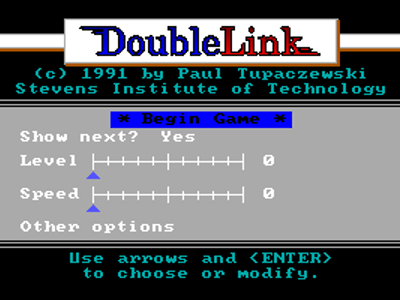 DoubleLink
(c) 1991 by Paul Tupaczewski
Stevens Institute of Technology
* Begin Game *
Show next? Yes
Level 0
Speed 0
Other options
Use arrows and <ENTER>
to choose or modify.